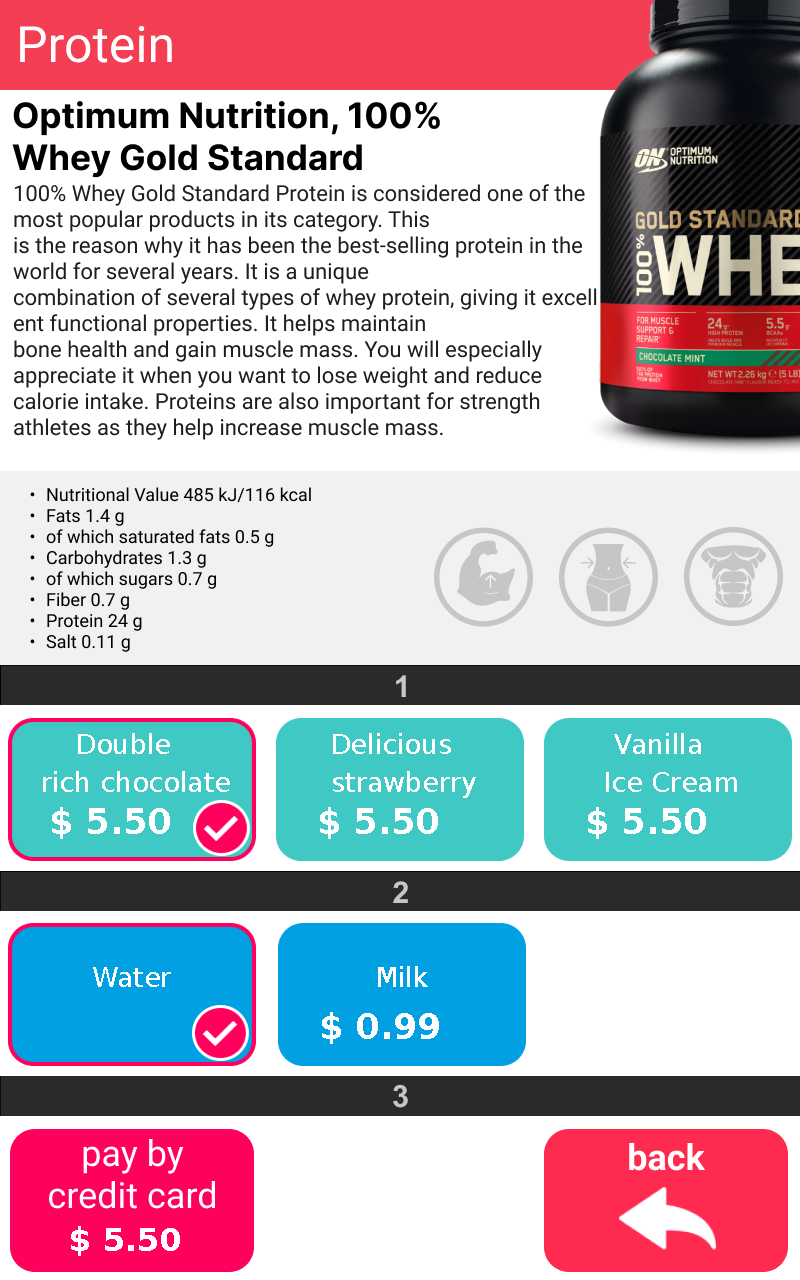 Protein
Optimum Nutrition, 100%
Whey Gold Standard
100% Whey Gold Standard Protein is considered one of the
most popular products in its category. This
is the reason why it has been the best-selling protein in the
world for several years. It is a unique
combination of several types of whey protein, giving it excell
ent functional properties. It helps maintain
bone health and gain muscle mass. You will especially
appreciate it when you want to lose weight and reduce
calorie intake. Proteins are also important for strength
athletes as they help increase muscle mass.
ON OPTIMUM
NUTRITION
GOLD STANDARD
100% WHE
FOR MUSCLE
SUPPORT &
REPAIR
24g
HIGH PROTEIN
5.5g
BCAAs
CHOCOLATE MINT
NET WT 2.26 kg e (5 LB)
• Nutritional Value 485 kJ/116 kcal
• Fats 1.4 g
• of which saturated fats 0.5 g
• Carbohydrates 1.3 g
• of which sugars 0.7 g
• Fiber 0.7 g
• Protein 24 g
• Salt 0.11 g
1
Double
rich chocolate
$ 5.50
Delicious
strawberry
$ 5.50
Vanilla
Ice Cream
$ 5.50
2
Water
Milk
$ 0.99
3
pay by
credit card
$ 5.50
back